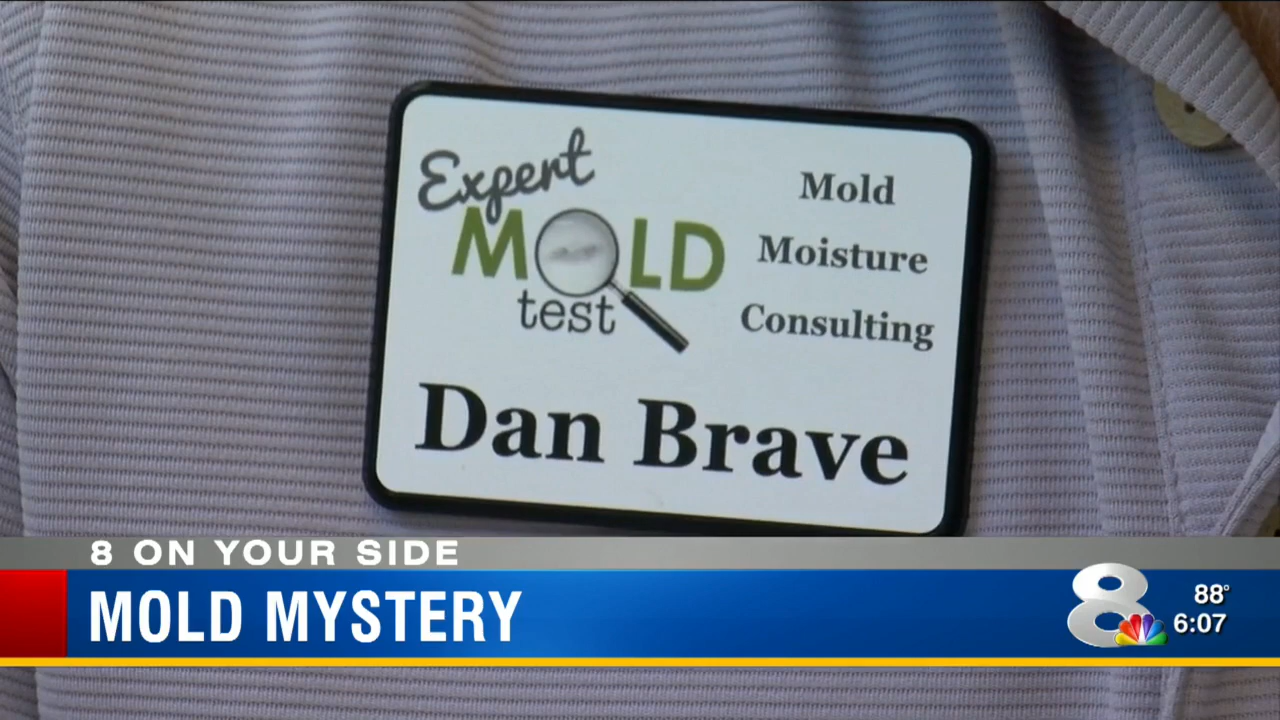 Expert
MOLD
test
Mold
Moisture
Consulting
Dan Brave
8 ON YOUR SIDE
MOLD MYSTERY
8
88°
6:07